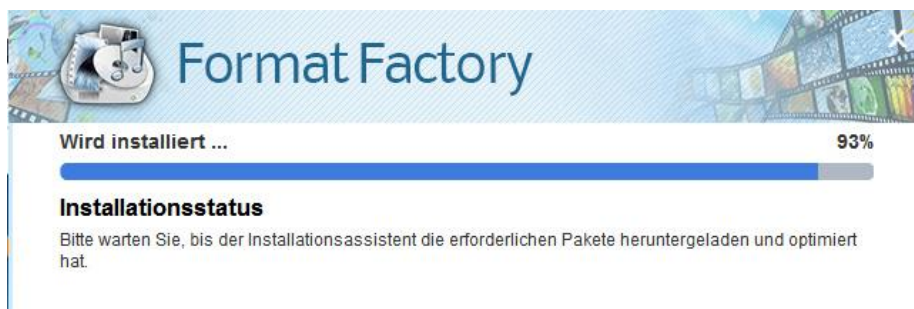 Format Factory
Wird installiert ...
93%
Installationsstatus
Bitte warten Sie, bis der Installationsassistent die erforderlichen Pakete heruntergeladen und optimiert
hat.